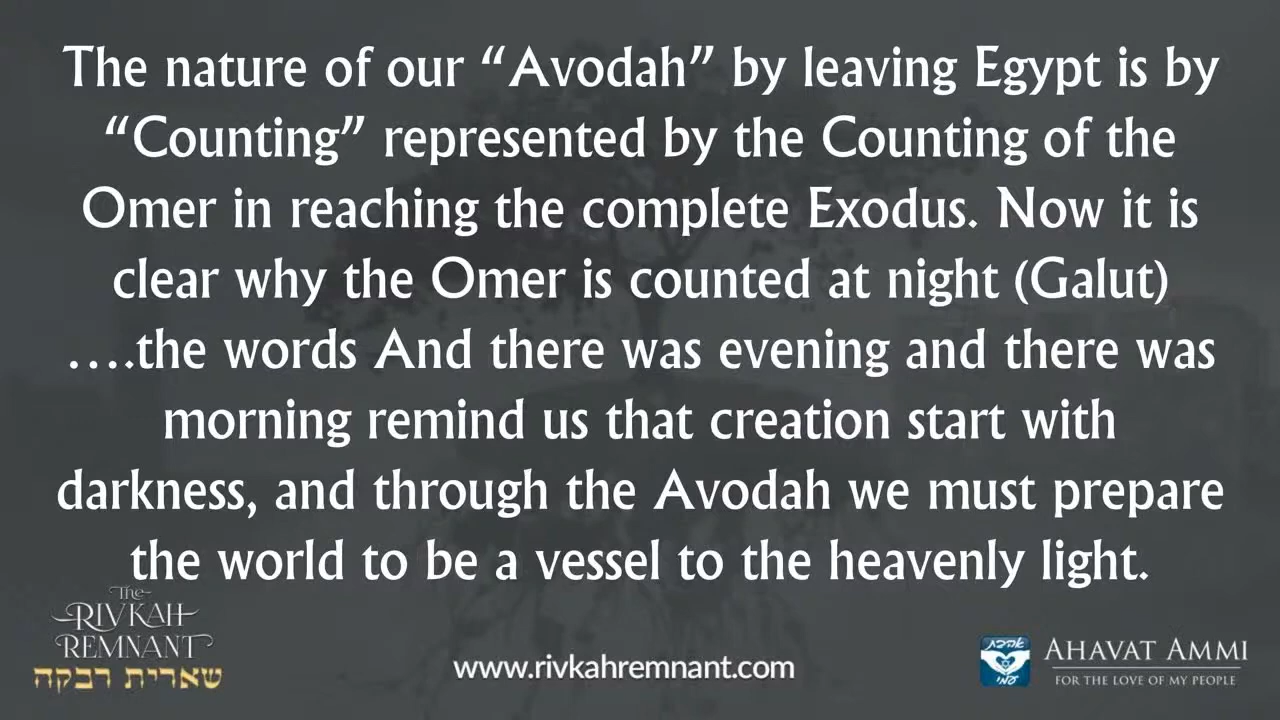 The nature of our “Avodah” by leaving Egypt is by
“Counting” represented by the Counting of the
Omer in reaching the complete Exodus. Now it is
clear why the Omer is counted at night (Galut)
….the words And there was evening and there was
morning remind us that creation start with
darkness, and through the Avodah we must prepare
the world to be a vessel to the heavenly light.
The
RIVKAH
REMNANT
שארית רבקה
www.rivkahremnant.com
אהבת
עמי
AHAVAT AMMI
FOR THE LOVE OF MY PEOPLE